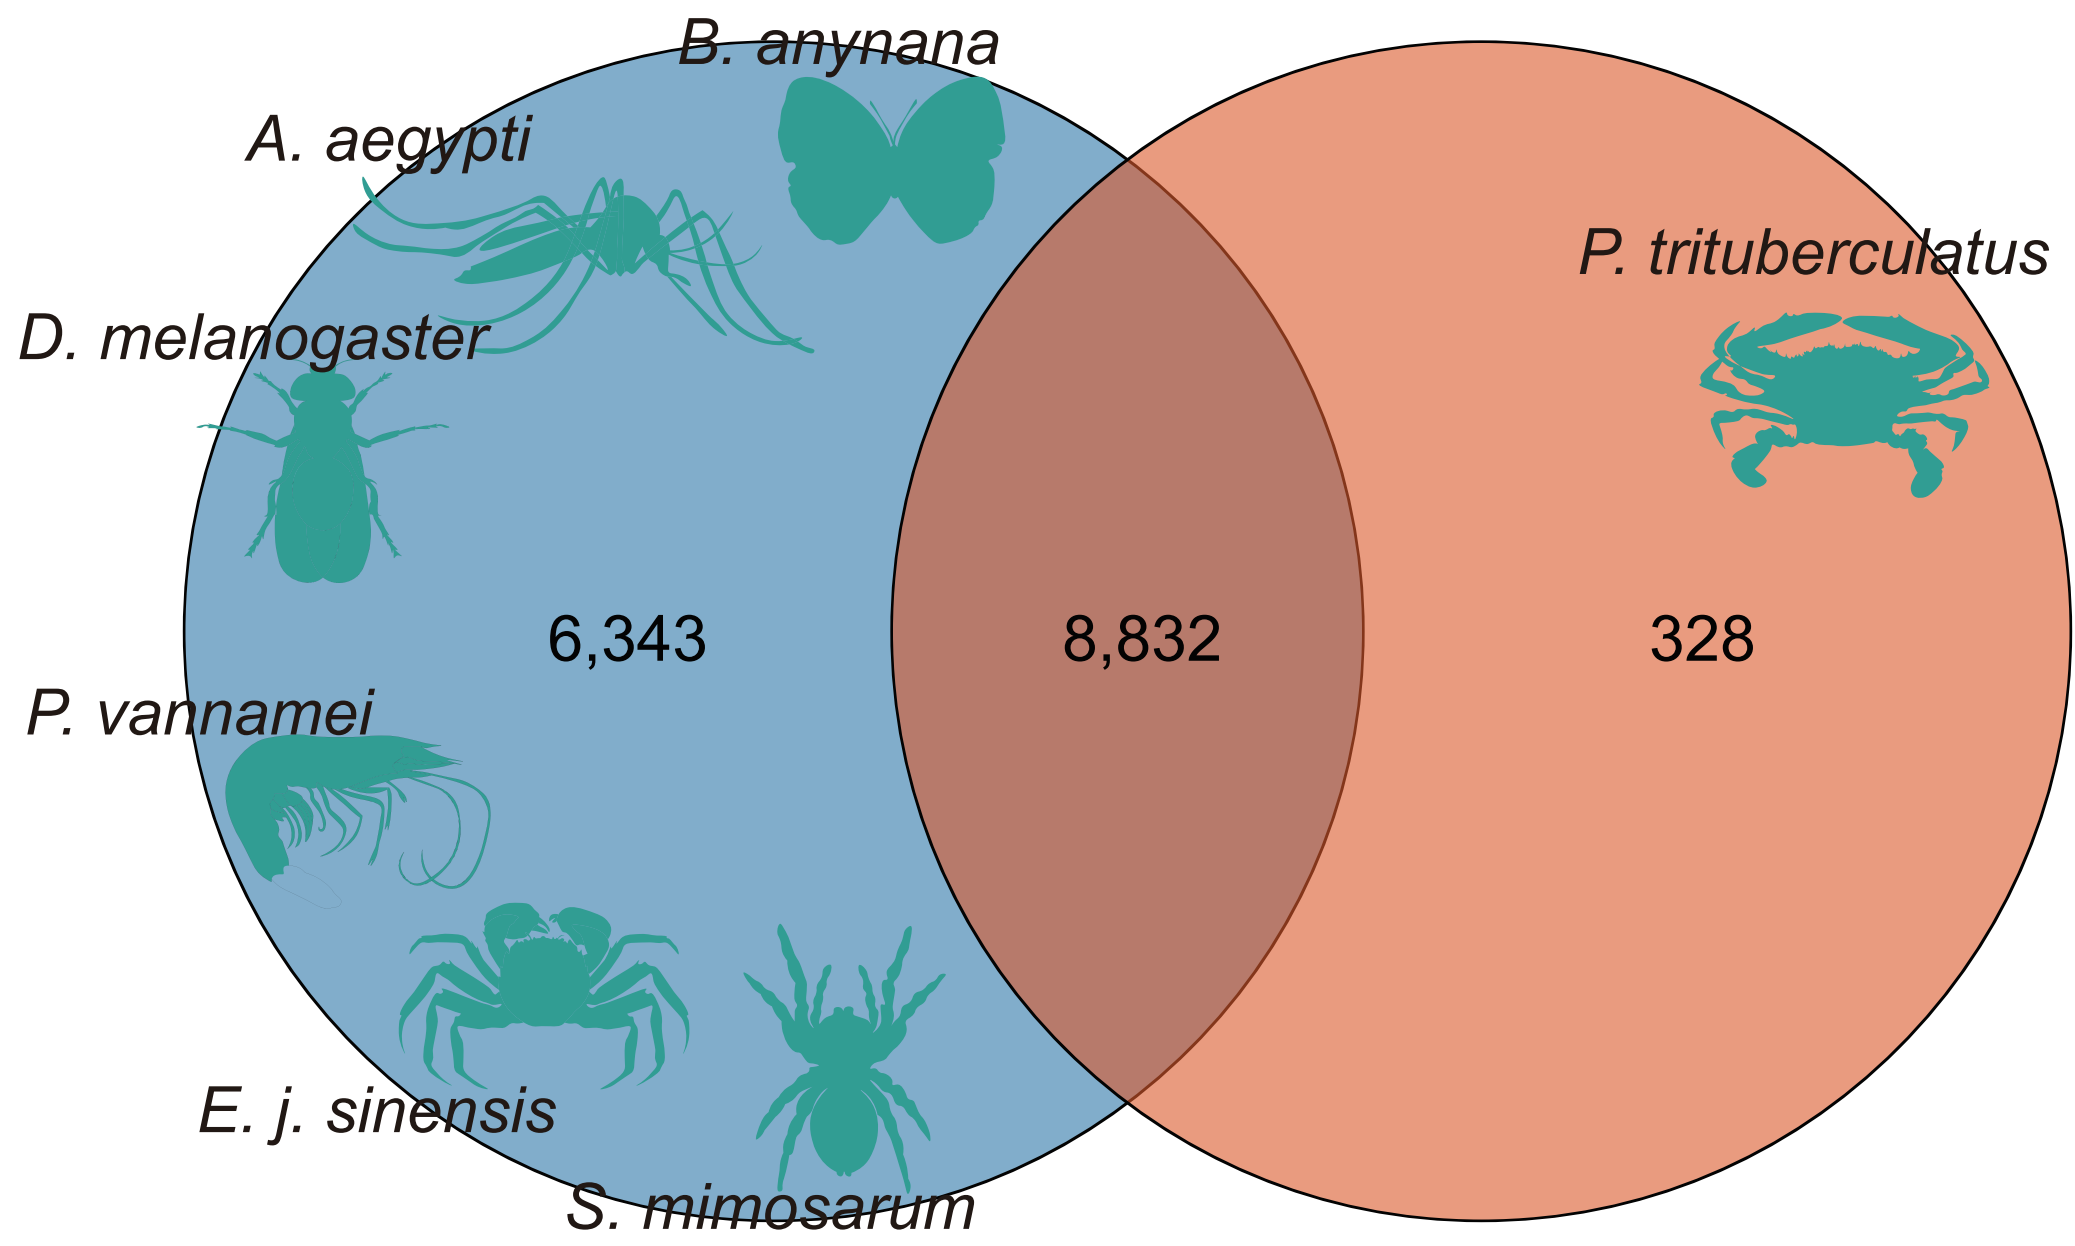 B. anynana
A. aegypti
P. trituberculatus
D. melanogaster
6,343
8,832
328
P. vannamei
E. j. sinensis
S. mimosarum